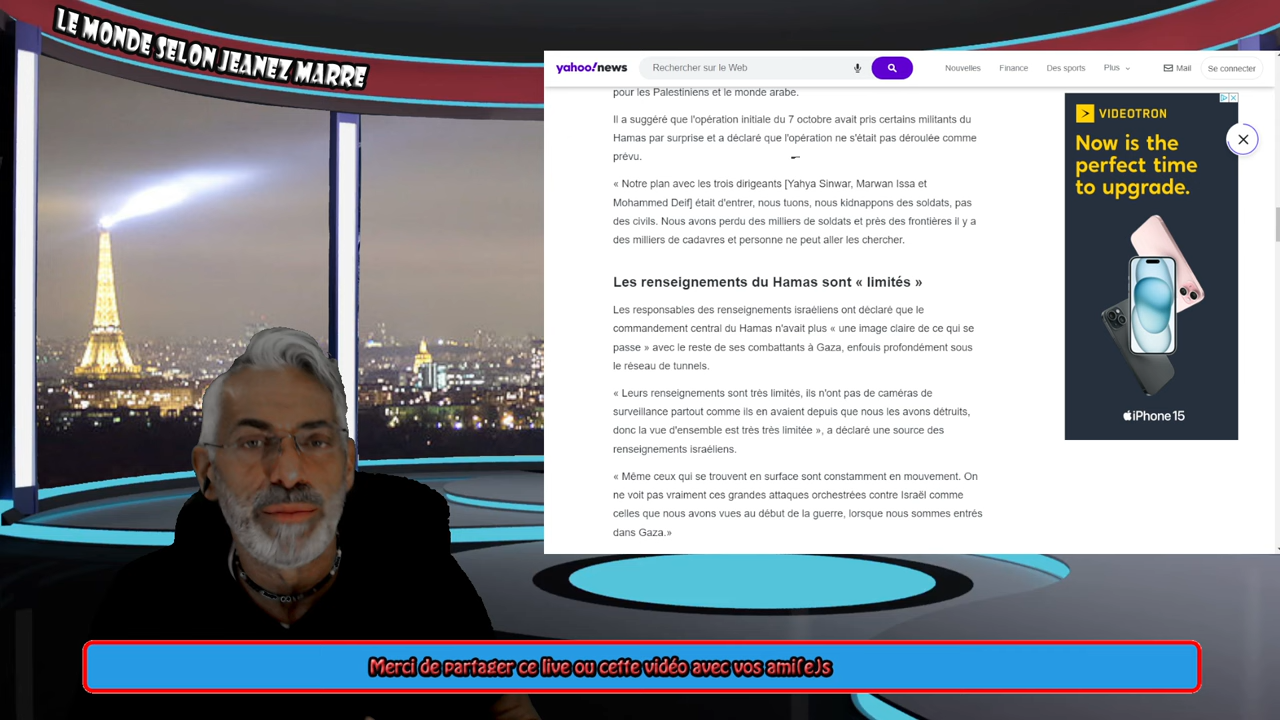 LE MONDE SELON JEANEZ MARRE
yahoo!news
Rechercher sur le Web
Nouvelles
Finance
Des sports
Plus
Mail
Se connecter
pour les Palestiniens et le monde arabe.
Il a suggéré que l'opération initiale du 7 octobre avait pris certains militants du
Hamas par surprise et a déclaré que l'opération ne s'était pas déroulée comme
prévu.
« Notre plan avec les trois dirigeants [Yahya Sinwar, Marwan Issa et
Mohammed Deif] était d'entrer, nous tuons, nous kidnappons des soldats, pas
des civils. Nous avons perdu des milliers de soldats et près des frontières il y a
des milliers de cadavres et personne ne peut aller les chercher.
Les renseignements du Hamas sont « limités »
Les responsables des renseignements israéliens ont déclaré que le
commandement central du Hamas n'avait plus « une image claire de ce qui se
passe » avec le reste de ses combattants à Gaza, enfouis profondément sous
le réseau de tunnels.
« Leurs renseignements sont très limités, ils n'ont pas de caméras de
surveillance partout comme ils en avaient depuis que nous les avons détruits,
donc la vue d'ensemble est très très limitée », a déclaré une source des
renseignements israéliens.
« Même ceux qui se trouvent en surface sont constamment en mouvement. On
ne voit pas vraiment ces grandes attaques orchestrées contre Israël comme
celles que nous avons vues au début de la guerre, lorsque nous sommes entrés
dans Gaza.»
VIDEOTRON
Now is the
perfect time
to upgrade.
iPhone 15
Merci de partager ce live ou cette vidéo avec vos ami(e)s